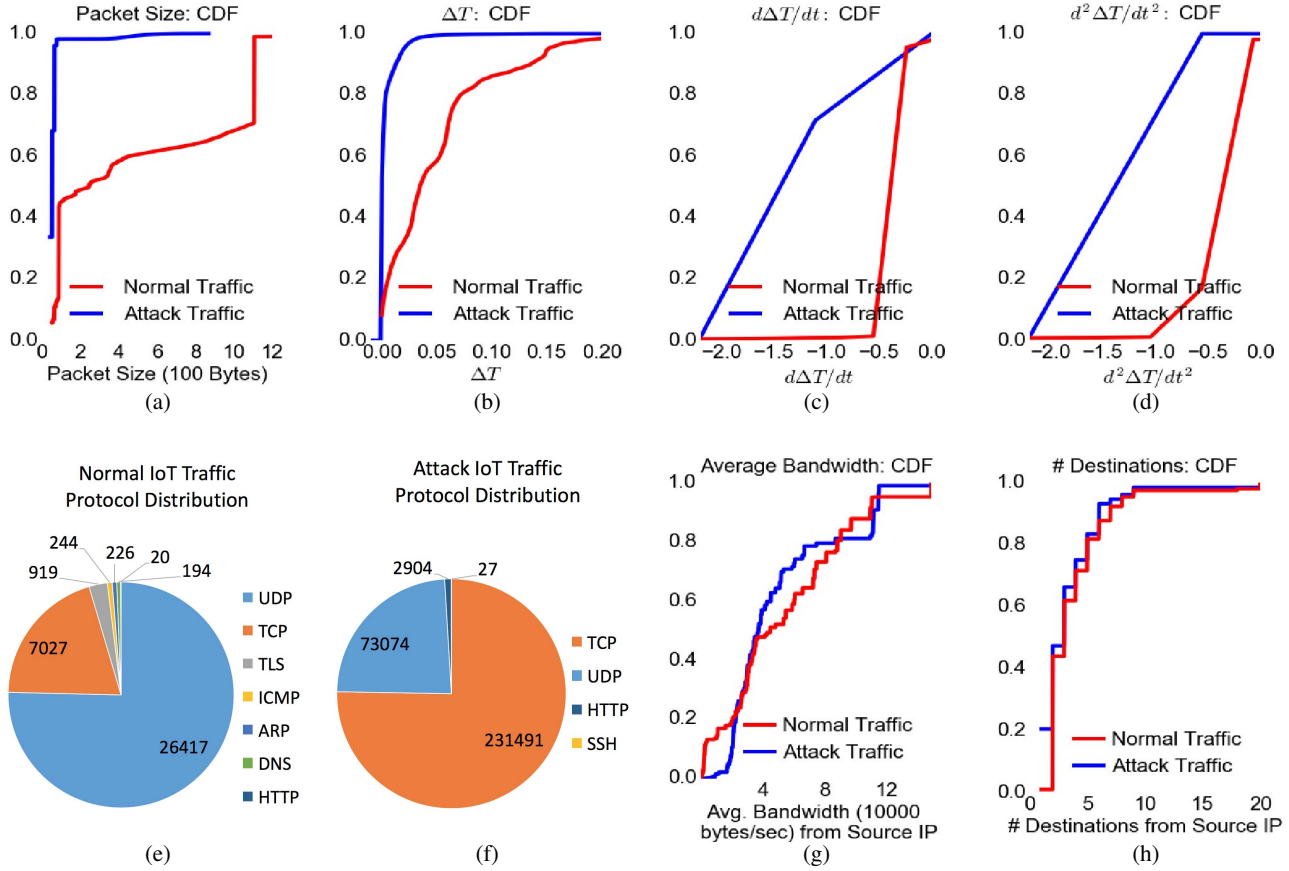 Packet Size: CDF
1.0
0.8
0.6
0.4
0.2
0.0
Normal Traffic
Attack Traffic
0 2 4 6 8 10 12
Packet Size (100 Bytes)
(a)
ΔT: CDF
1.0
0.8
0.6
0.4
0.2
0.0
Normal Traffic
Attack Traffic
0.00 0.05 0.10 0.15 0.20
ΔT
(b)
dΔT/dt: CDF
1.0
0.8
0.6
0.4
0.2
0.0
Normal Traffic
Attack Traffic
−2.0 −1.5 −1.0 −0.5 0.0
dΔT/dt
(c)
d²ΔT/dt²: CDF
1.0
0.8
0.6
0.4
0.2
0.0
Normal Traffic
Attack Traffic
−2.0 −1.5 −1.0 −0.5 0.0
d²ΔT/dt²
(d)
Normal IoT Traffic
Protocol Distribution
244
226
20
919
194
7027
26417
UDP
TCP
TLS
ICMP
ARP
DNS
HTTP
(e)
Attack IoT Traffic
Protocol Distribution
2904
27
73074
231491
TCP
UDP
HTTP
SSH
(f)
Average Bandwidth: CDF
1.0
0.8
0.6
0.4
0.2
0.0
Normal Traffic
Attack Traffic
4 8 12
Avg. Bandwidth (10000
bytes/sec) from Source IP
(g)
# Destinations: CDF
1.0
0.8
0.6
0.4
0.2
0.0
Normal Traffic
Attack Traffic
0 5 10 15 20
# Destinations from Source IP
(h)